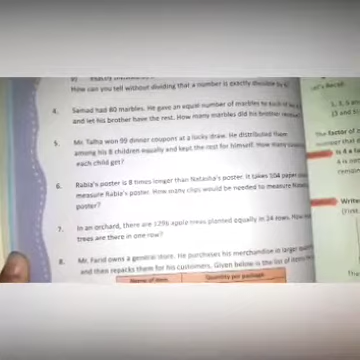 b) exactly
How can you tell without dividing that a number is exactly divisible by
4. Samad had 80 marbles. He gave an equal number of marbles to each of his
and let his brother have the rest. How many marbles did his brother
5. Mr. Talha won 99 dinner coupons at a lucky draw. He distributed them
among his 8 children equally and kept the rest for himself. How many
each child get?
6. Rabia's poster is 8 times longer than Natasha's poster. It takes 104 paper
measure Rabia's poster. How many clips would be needed to measure
poster?
7. In an orchard, there are 1296 apple trees planted equally in 24 rows. How
trees are there in one row?
8. Mr. Farid owns a general store. He purchases his merchandise in larger
and then repacks them for his customers. Given below is the list of items
Name of item Quantity per package
Let's Recall
The factor of
number that
Is 4 a
4 is
Write
The